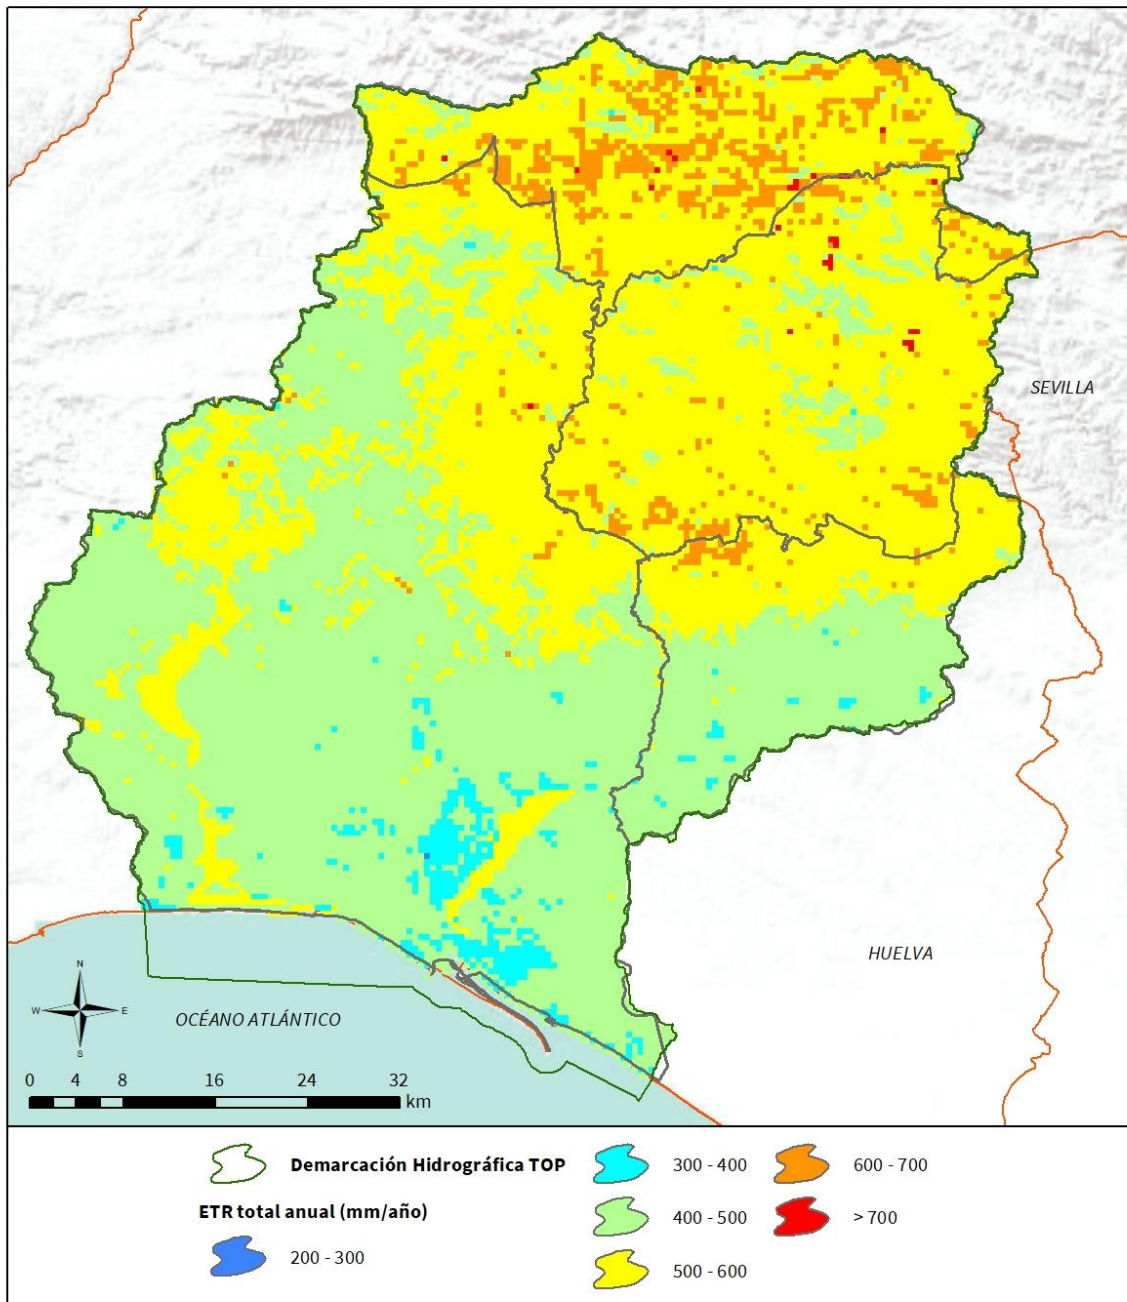 SEVILLA
HUELVA
N
W E
S
OCÉANO ATLÁNTICO
0 4 8 16 24 32
km
Demarcación Hidrográfica TOP
ETR total anual (mm/año)
200 - 300
300 - 400
400 - 500
500 - 600
600 - 700
> 700